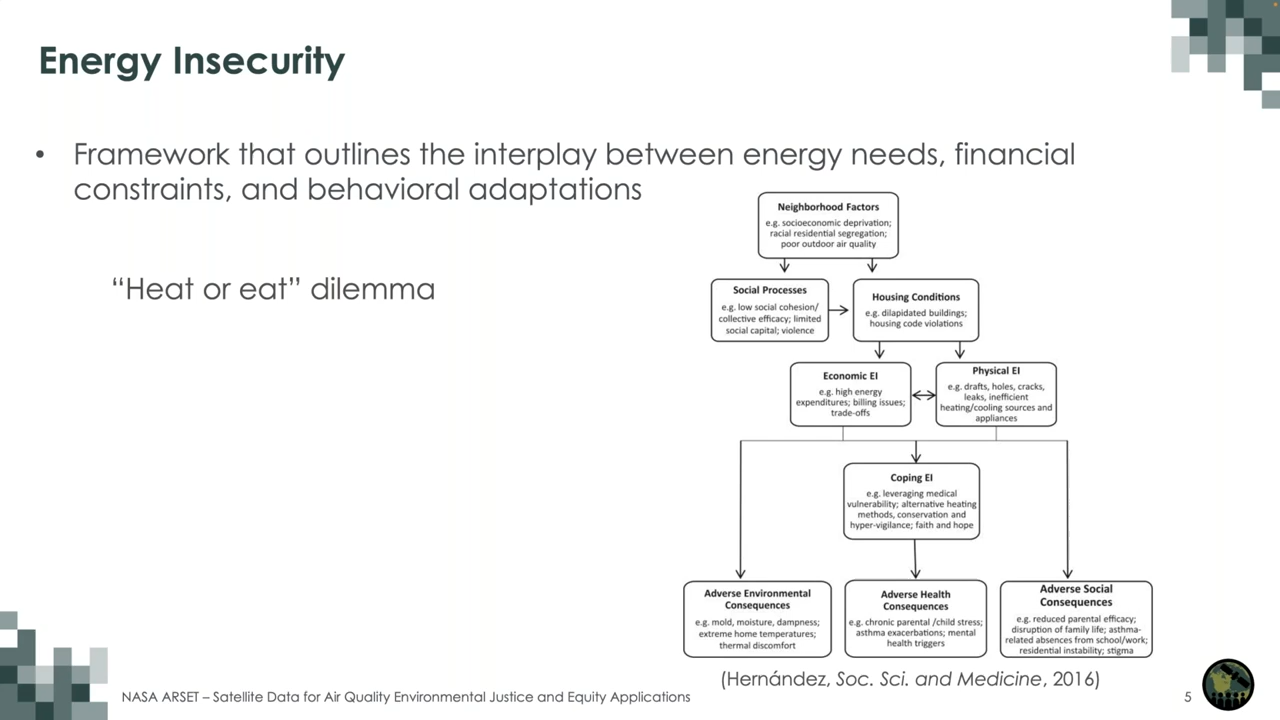 Energy Insecurity
• Framework that outlines the interplay between energy needs, financial
constraints, and behavioral adaptations
“Heat or eat” dilemma
Neighborhood Factors
e.g. socioeconomic deprivation;
racial residential segregation;
poor outdoor air quality
Social Processes
e.g. low social cohesion/
collective efficacy; limited
social capital; violence
Housing Conditions
e.g. dilapidated buildings;
housing code violations
Economic EI
e.g. high energy
expenditures; billing issues;
trade-offs
Physical EI
e.g. drafts, holes, cracks,
leaks, inefficient
heating/cooling sources and
appliances
Coping EI
e.g. leveraging medical
vulnerability; alternative heating
methods, conservation and
hyper-vigilance; faith and hope
Adverse Environmental
Consequences
e.g. mold, moisture, dampness;
extreme home temperatures;
thermal discomfort
Adverse Health
Consequences
e.g. chronic parental /child stress;
asthma exacerbations; mental
health triggers
Adverse Social
Consequences
e.g. reduced parental efficacy;
disruption of family life; asthma-
related absences from school/work;
residential instability; stigma
(Hernández, Soc. Sci. and Medicine, 2016)
NASA ARSET – Satellite Data for Air Quality Environmental Justice and Equity Applications
5